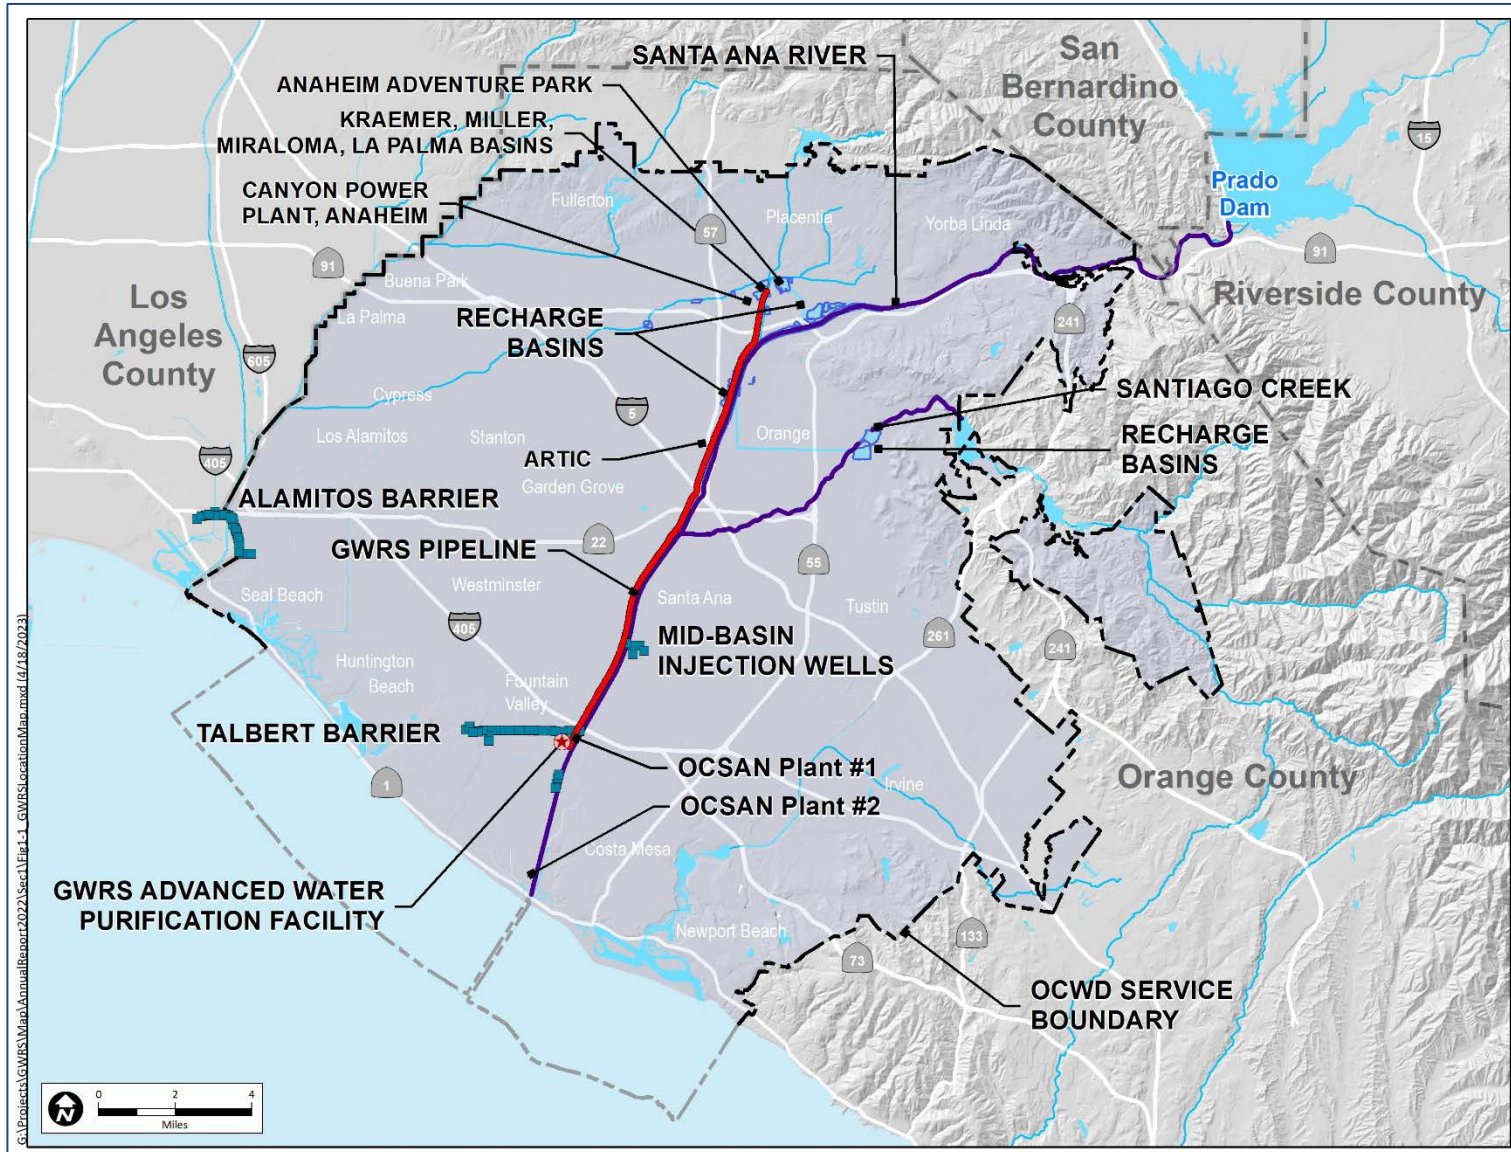 SANTA ANA RIVER
San
Bernardino
County
ANAHEIM ADVENTURE PARK
KRAEMER, MILLER,
MIRALOMA, LA PALMA BASINS
15
CANYON POWER
PLANT, ANAHEIM
Fullerton
Placentia
Yorba Linda
Prado
Dam
57
91
91
Buena Park
Los
Angeles
County
La Palma
RECHARGE
BASINS
Riverside County
241
605
Cypress
5
SANTIAGO CREEK
Los Alamitos
Stanton
Orange
RECHARGE
BASINS
ARTIC
405
Garden Grove
ALAMITOS BARRIER
GWRS PIPELINE
22
55
Westminster
Seal Beach
Santa Ana
Tustin
405
261
241
MID-BASIN
INJECTION WELLS
Huntington
Beach
Fountain
Valley
TALBERT BARRIER
OCSAN Plant #1
Orange County
1
Irvine
OCSAN Plant #2
Costa Mesa
GWRS ADVANCED WATER
PURIFICATION FACILITY
Newport Beach
133
73
OCWD SERVICE
BOUNDARY
N
0 2 4
Miles
G:\Projects\GWRS\Map\AnnualReport2022\Sec1\Fig1-1_GWRSLocationMap.mxd (4/18/2023)